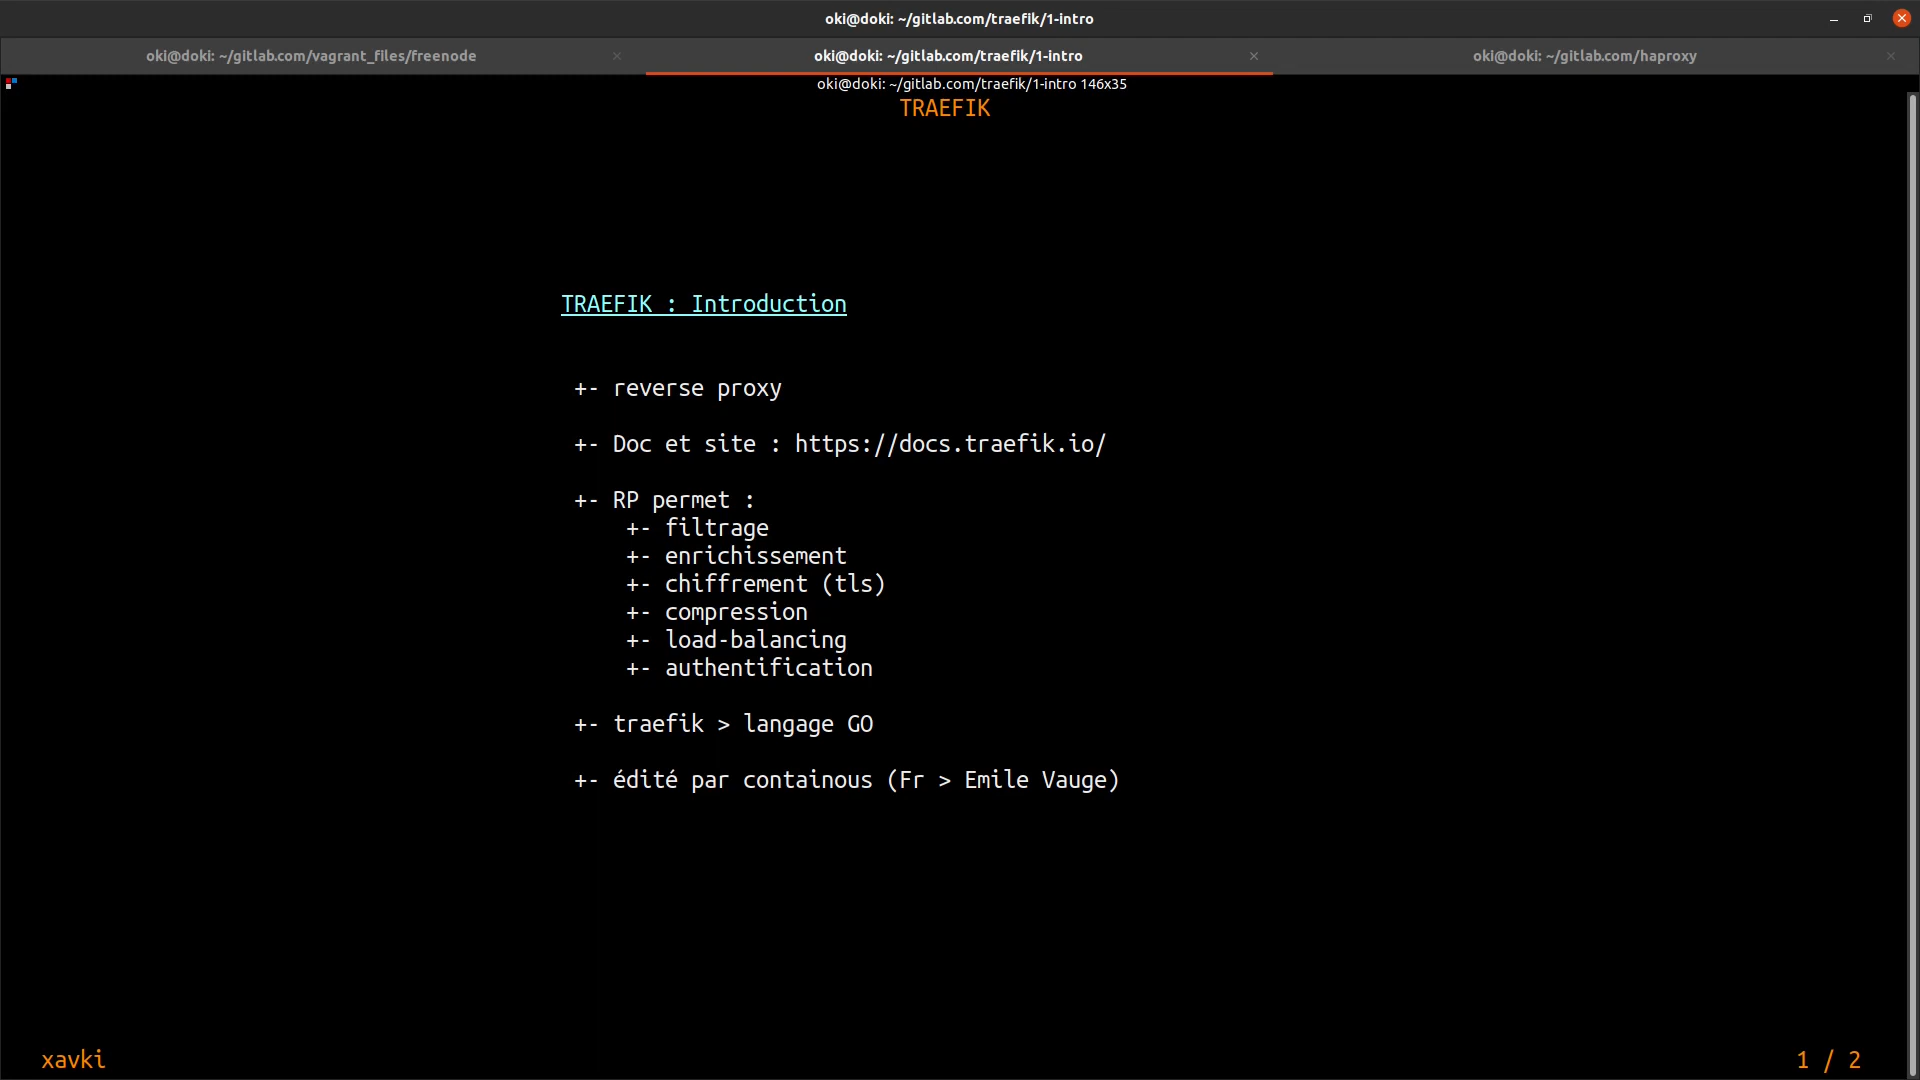 oki@doki: ~/gitlab.com/traefik/1-intro
oki@doki: ~/gitlab.com/vagrant_files/freenode
oki@doki: ~/gitlab.com/traefik/1-intro
oki@doki: ~/gitlab.com/haproxy
oki@doki: ~/gitlab.com/traefik/1-intro 146x35
TRAEFIK
TRAEFIK : Introduction
+- reverse proxy
+- Doc et site : https://docs.traefik.io/
+- RP permet :
+- filtrage
+- enrichissement
+- chiffrement (tls)
+- compression
+- load-balancing
+- authentification
+- traefik > langage GO
+- édité par containous (Fr > Emile Vauge)
xavki
1 / 2